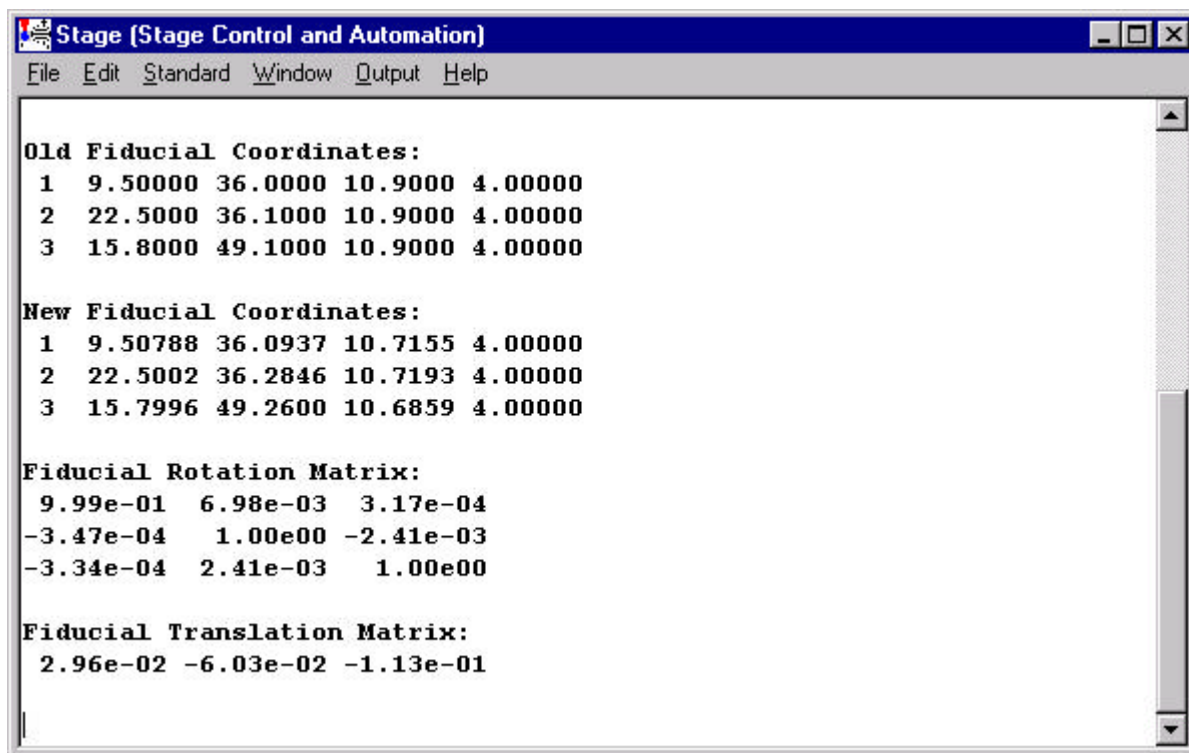 Stage (Stage Control and Automation)
File Edit Standard Window Output Help
Old Fiducial Coordinates:
1 9.50000 36.0000 10.9000 4.00000
2 22.5000 36.1000 10.9000 4.00000
3 15.8000 49.1000 10.9000 4.00000
New Fiducial Coordinates:
1 9.50788 36.0937 10.7155 4.00000
2 22.5002 36.2846 10.7193 4.00000
3 15.7996 49.2600 10.6859 4.00000
Fiducial Rotation Matrix:
9.99e-01 6.98e-03 3.17e-04
-3.47e-04 1.00e00 -2.41e-03
-3.34e-04 2.41e-03 1.00e00
Fiducial Translation Matrix:
2.96e-02 -6.03e-02 -1.13e-01